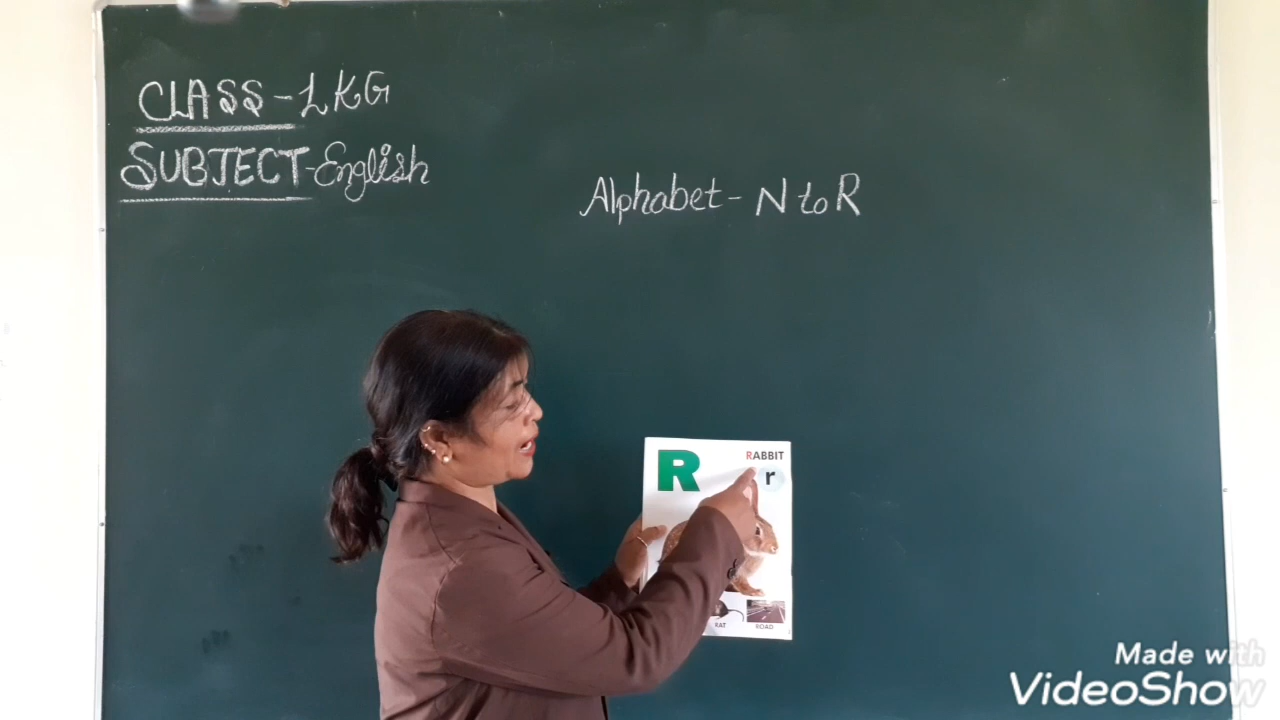 CLASS - LKG
SUBJECT - English
Alphabet - N to R
R
RABBIT
r
RAT
ROAD
Made with
VideoShow